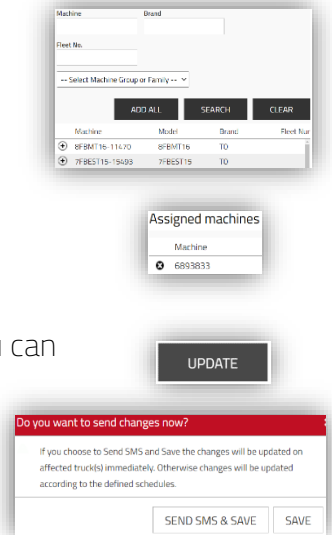 Machine Brand
Fleet No.
-- Select Machine Group or Family --
ADD ALL SEARCH CLEAR
Machine Model Brand Fleet Nur
8FBMT16-11470 8FBMT16 TO
7FBEST15-15493 7FBEST15 TO
Assigned machines
Machine
6893833
can
UPDATE
Do you want to send changes now?
If you choose to Send SMS and Save the changes will be updated on
affected truck(s) immediately. Otherwise changes will be updated
according to the defined schedules.
SEND SMS & SAVE SAVE